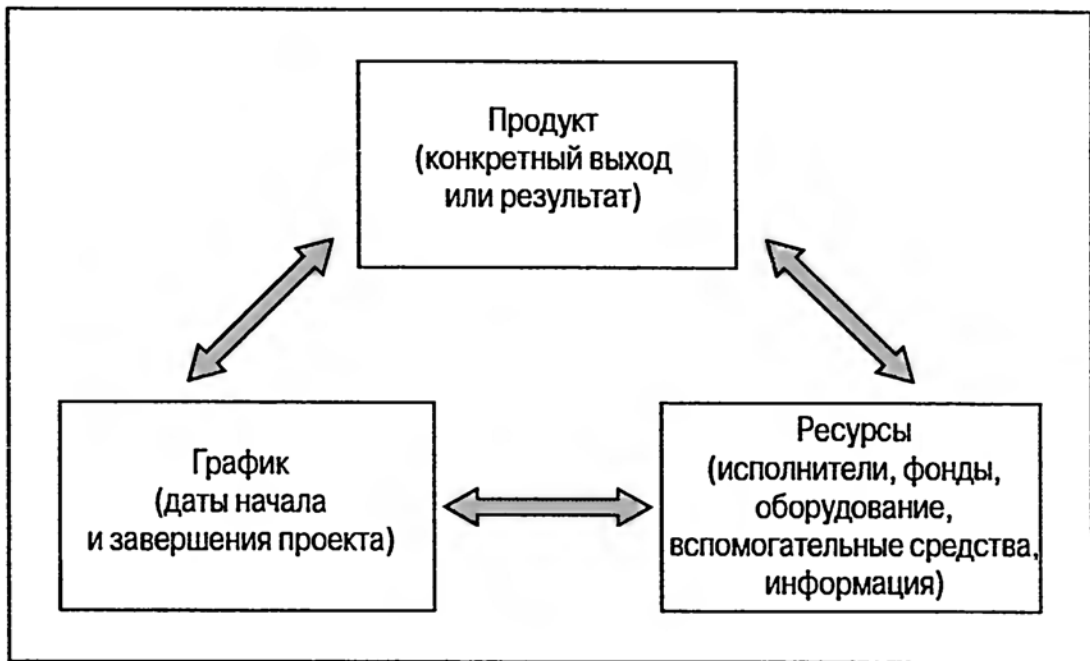 Продукт
(конкретный выход
или результат)
График
(даты начала
и завершения проекта)
Ресурсы
(исполнители, фонды,
оборудование,
вспомогательные средства,
информация)